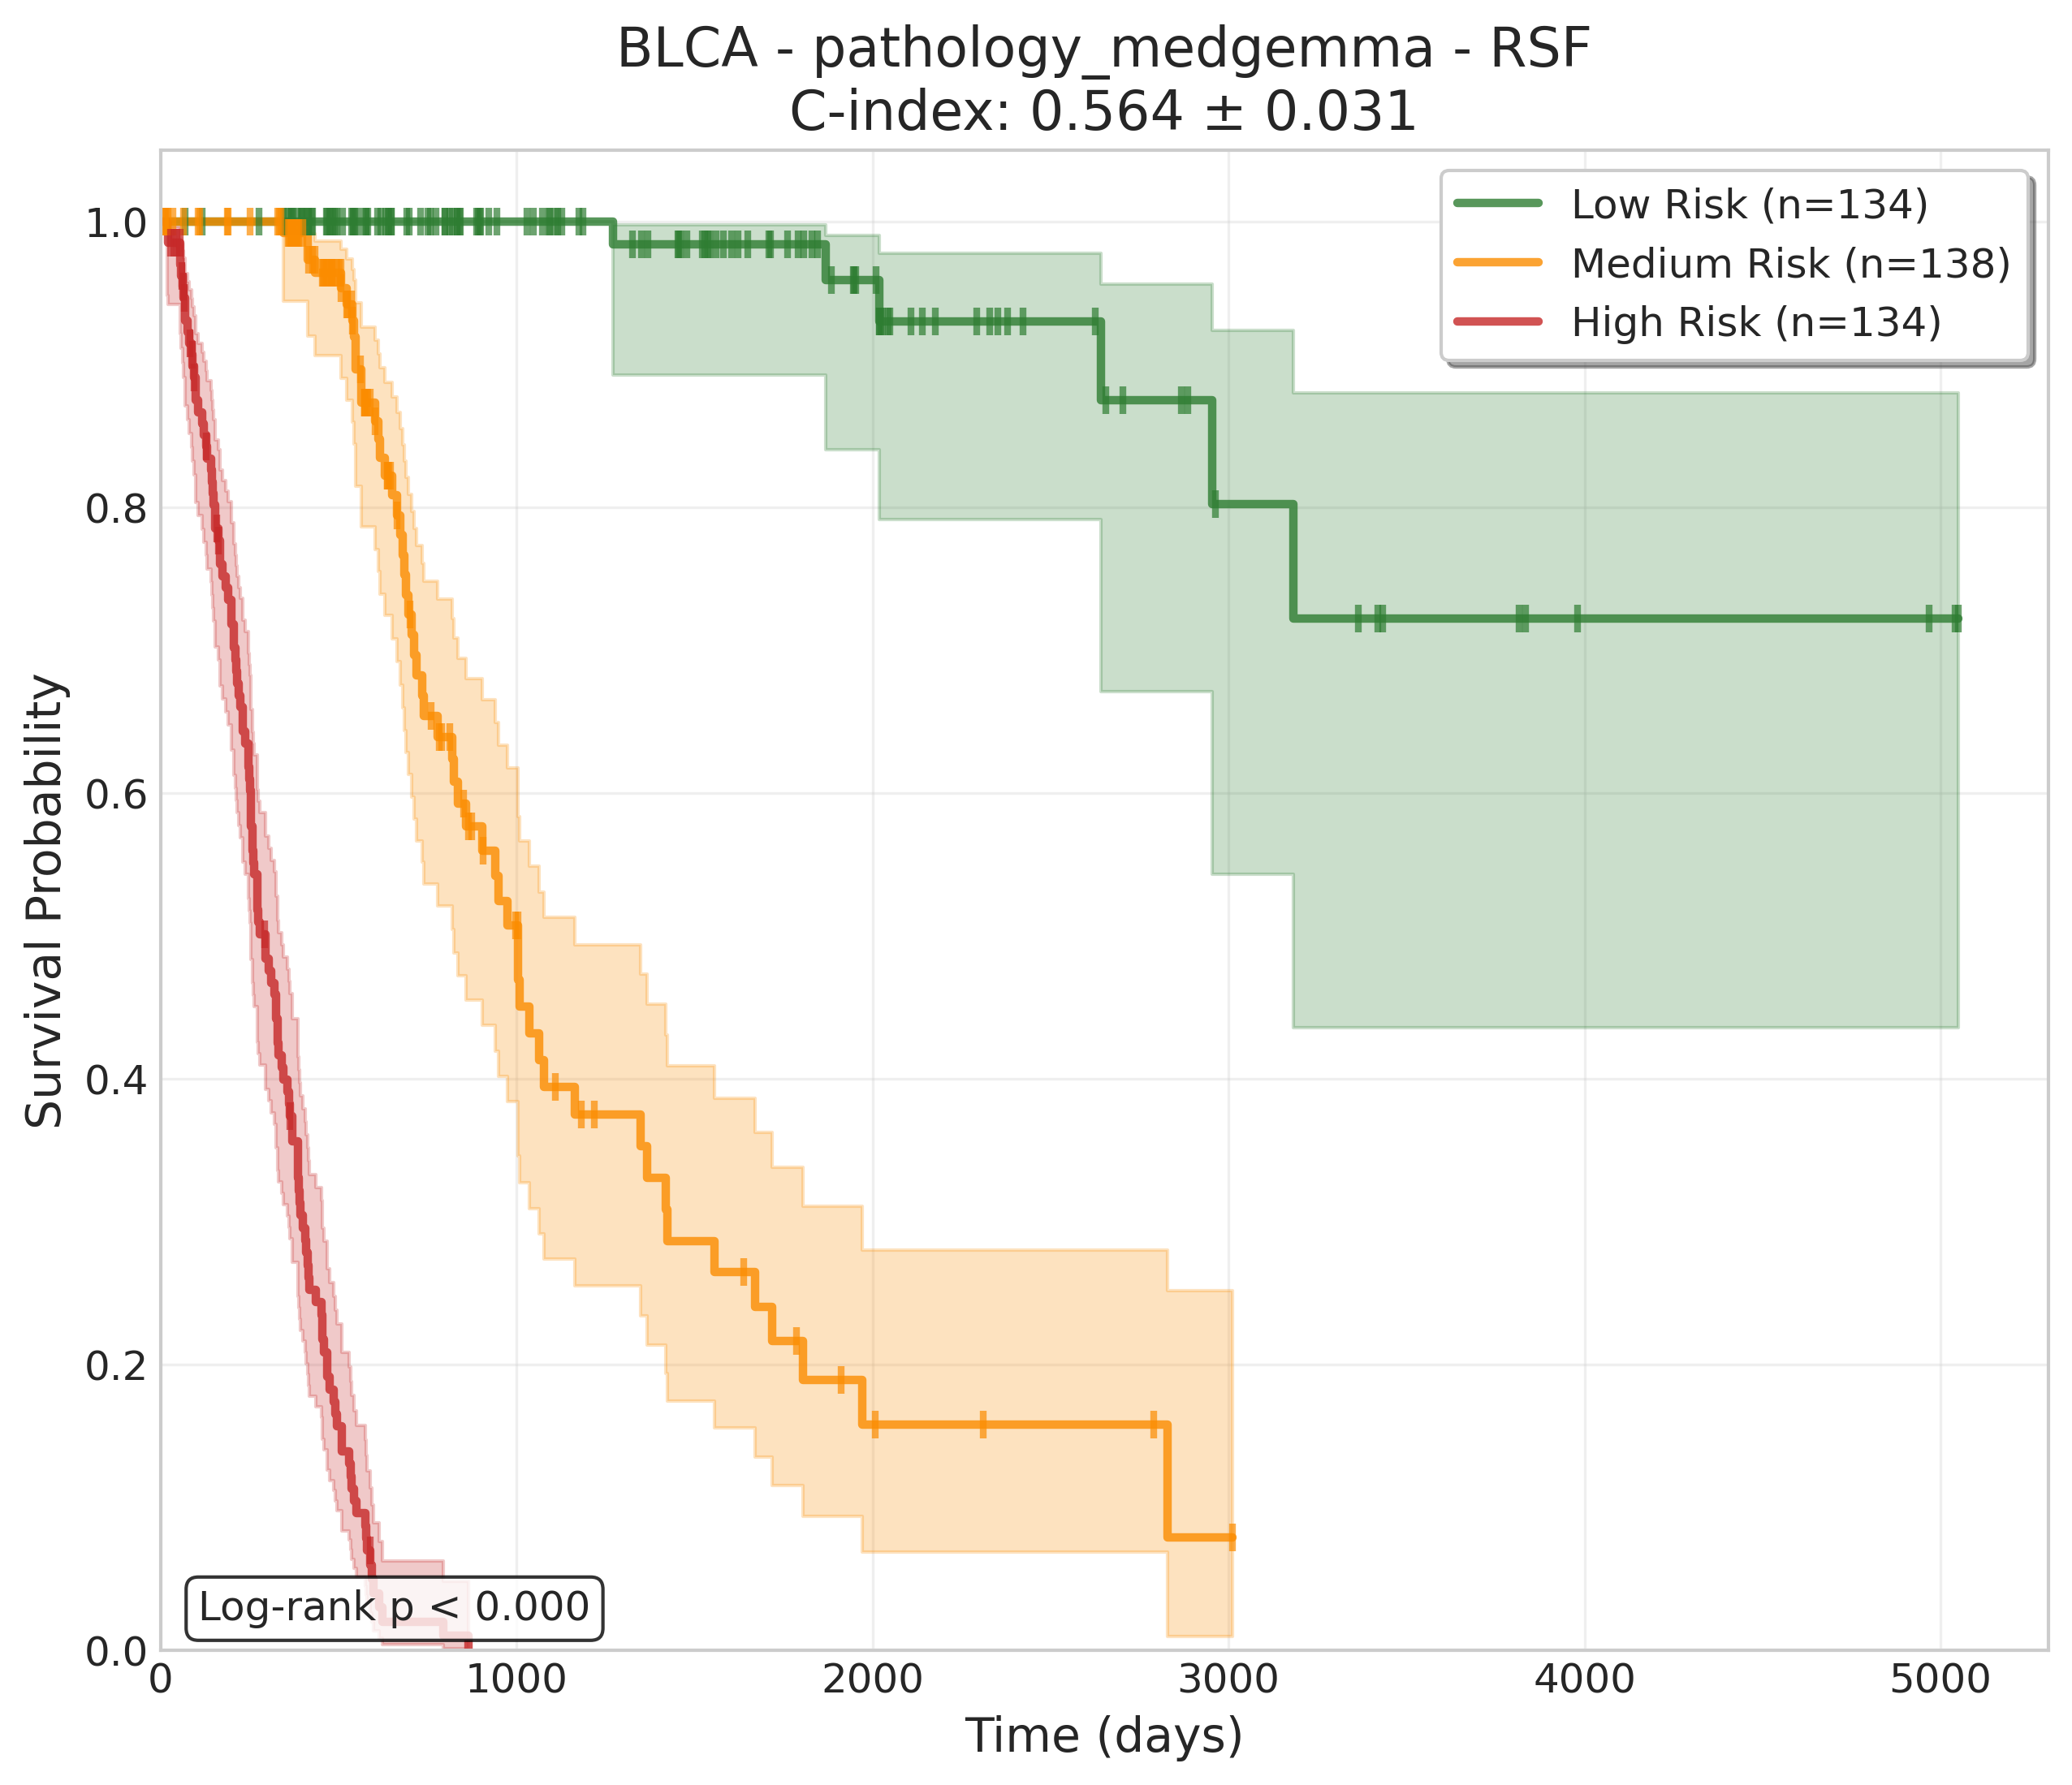 BLCA - pathology_medgemma - RSF
C-index: 0.564 ± 0.031
Low Risk (n=134)
Medium Risk (n=138)
High Risk (n=134)
Survival Probability
1.0
0.8
0.6
0.4
0.2
0.0
Log-rank p < 0.000
0 1000 2000 3000 4000 5000
Time (days)